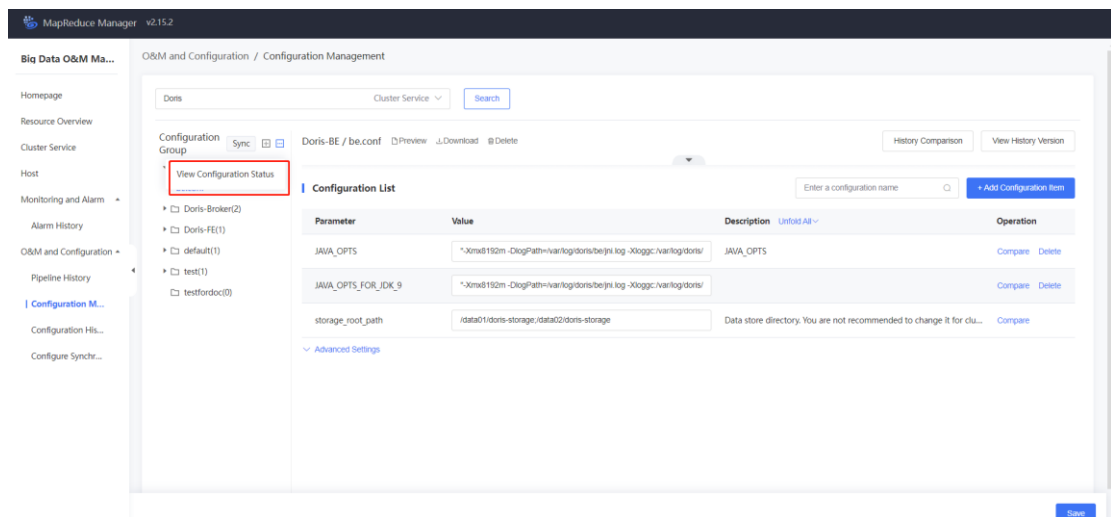 MapReduce Manager v2.15.2
Big Data O&M Ma...
O&M and Configuration / Configuration Management
Homepage
Resource Overview
Cluster Service
Host
Monitoring and Alarm
Alarm History
O&M and Configuration
Pipeline History
Configuration M...
Configuration His...
Configure Synchr...
Doris
Cluster Service
Search
Configuration Group
Sync
View Configuration Status
Doris-Broker(2)
Doris-FE(1)
default(1)
test(1)
testfordoc(0)
Doris-BE / be.conf Preview Download Delete
History Comparison View History Version
Configuration List
Enter a configuration name
+ Add Configuration Item
Parameter Value Description Unfold All Operation
JAVA_OPTS "-Xmx8192m -DlogPath=/var/log/doris/be/jni.log -Xloggc:/var/log/doris/ JAVA_OPTS Compare Delete
JAVA_OPTS_FOR_JDK_9 "-Xmx8192m -DlogPath=/var/log/doris/be/jni.log -Xloggc:/var/log/doris/ Compare Delete
storage_root_path /data01/doris-storage;/data02/doris-storage Data store directory. You are not recommended to change it for clu... Compare
Advanced Settings
Save